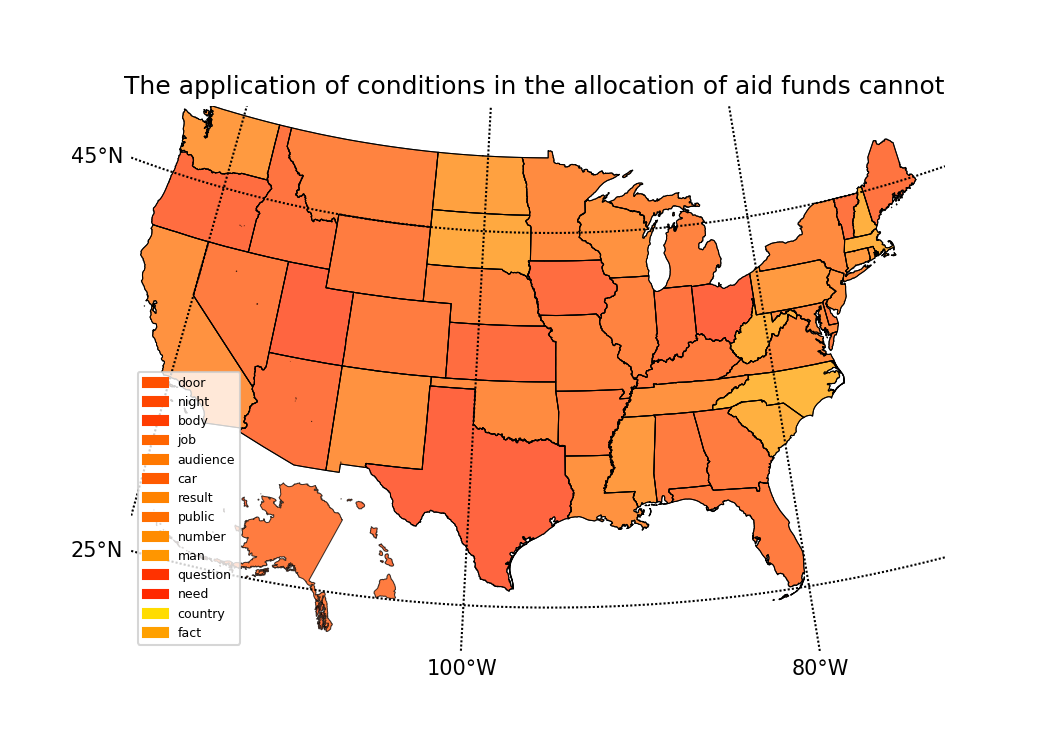 The application of conditions in the allocation of aid funds cannot
45°N
25°N
100°W
80°W
door
night
body
job
audience
car
result
public
number
man
question
need
country
fact